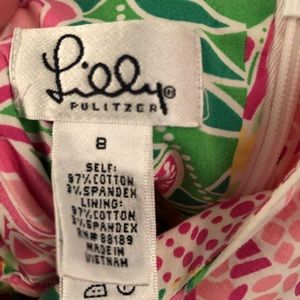 Lilly®
PULITZER
8
SELF:
97% COTTON
3% SPANDEX
LINING:
97% COTTON
3% SPANDEX
RN# 88189
MADE IN
VIETNAM